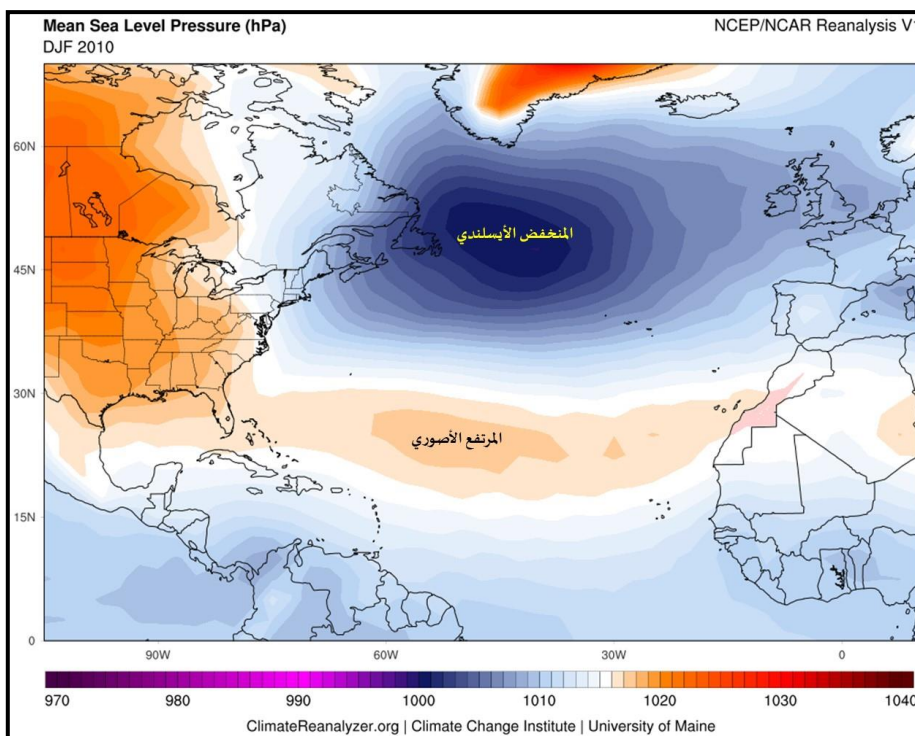 Mean Sea Level Pressure (hPa)
NCEP/NCAR Reanalysis V1
DJF 2010
60N
المنخفض الأيسلندي
45N
30N
المرتفع الأصوري
15N
0
90W 60W 30W 0
970 980 990 1000 1010 1020 1030 1040
ClimateReanalyzer.org | Climate Change Institute | University of Maine